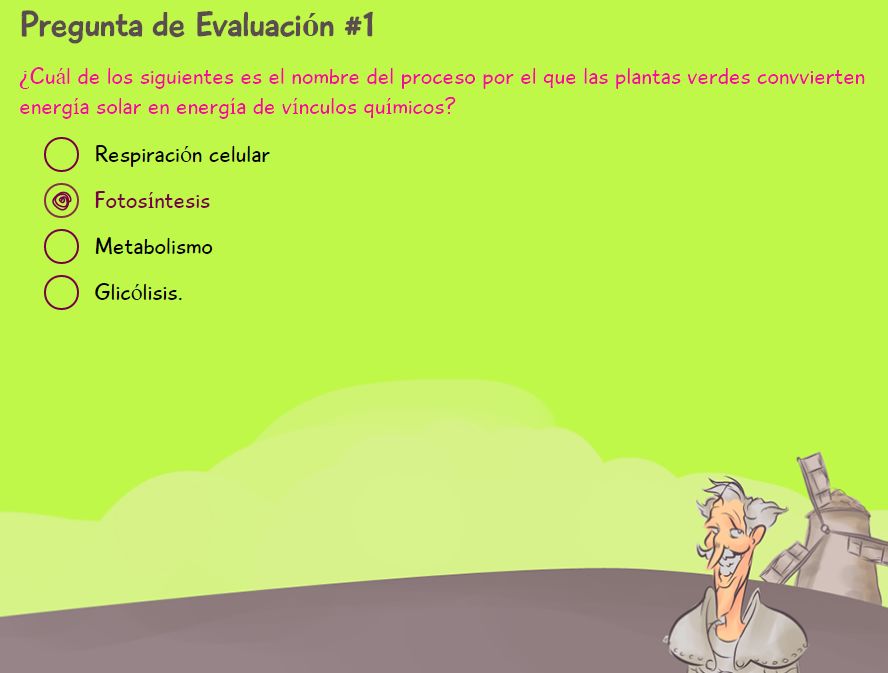 Pregunta de Evaluación #1
¿Cuál de los siguientes es el nombre del proceso por el que las plantas verdes convvierten
energía solar en energía de vínculos químicos?
Respiración celular
Fotosíntesis
Metabolismo
Glicólisis.